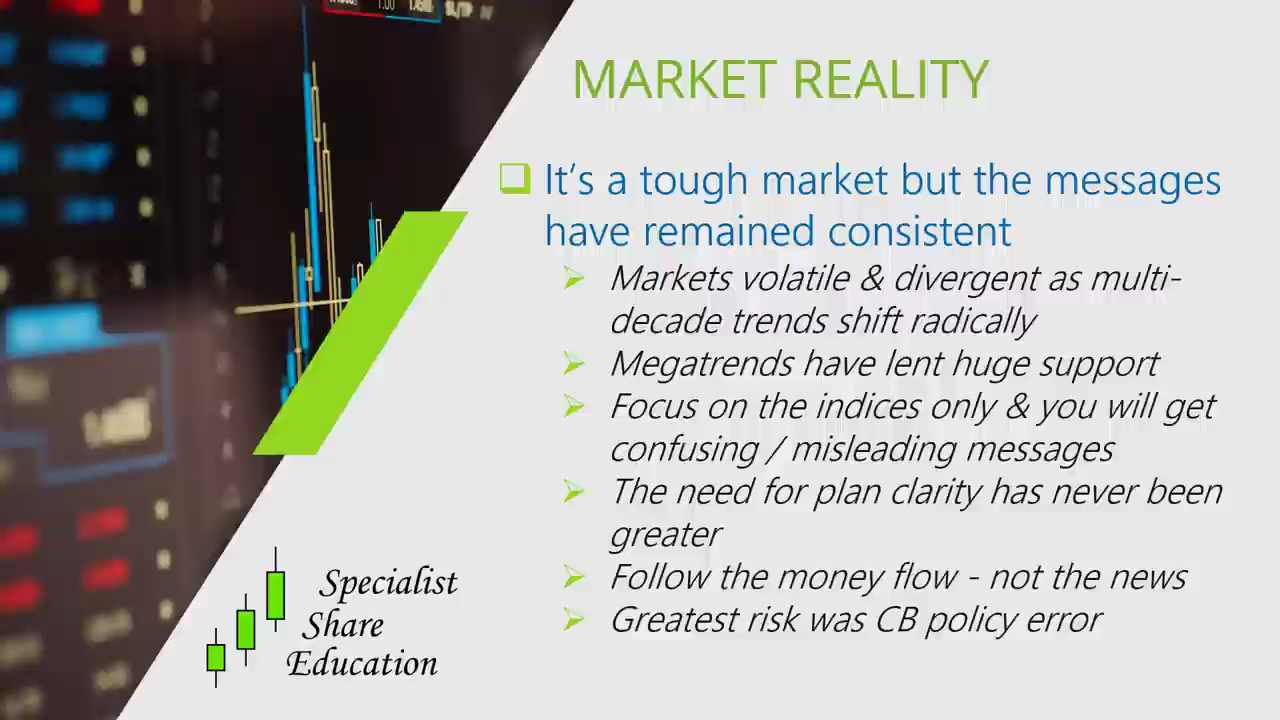 MARKET REALITY
It's a tough market but the messages
have remained consistent
Markets volatile & divergent as multi-
decade trends shift radically
Megatrends have lent huge support
Focus on the indices only & you will get
confusing / misleading messages
The need for plan clarity has never been
greater
Follow the money flow - not the news
Greatest risk was CB policy error
Specialist
Share
Education